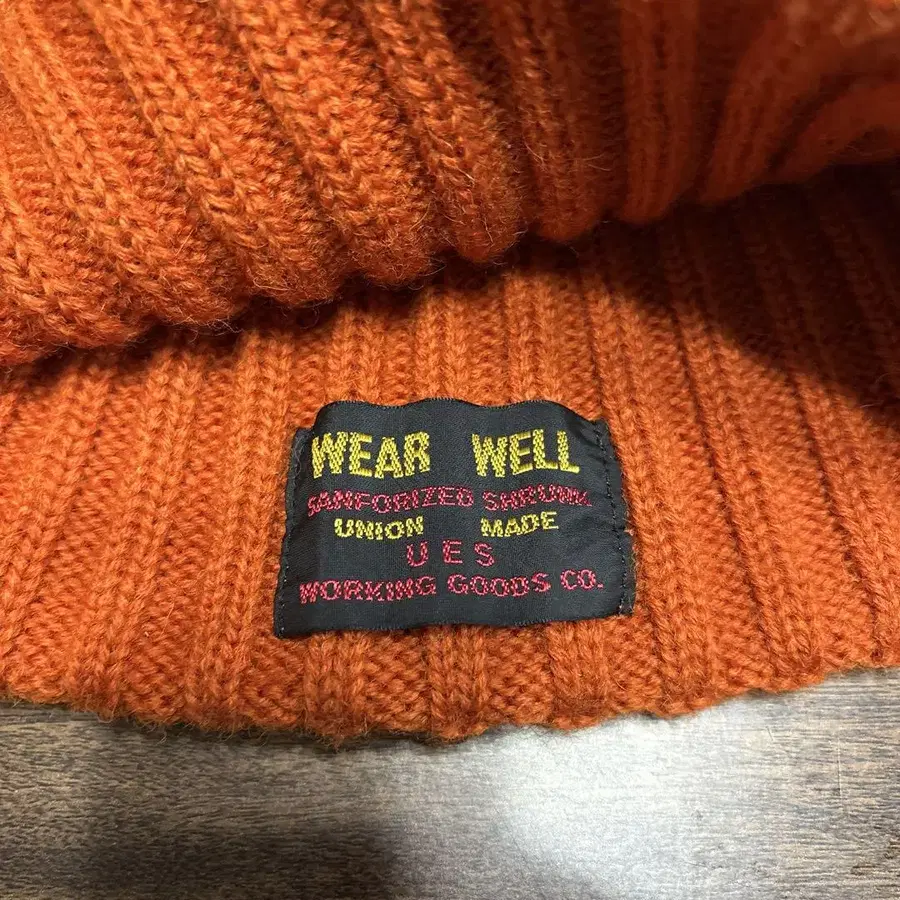 WEAR WELL
SANFORIZED SHRUNK
UNION MADE
UES
WORKING GOODS CO.